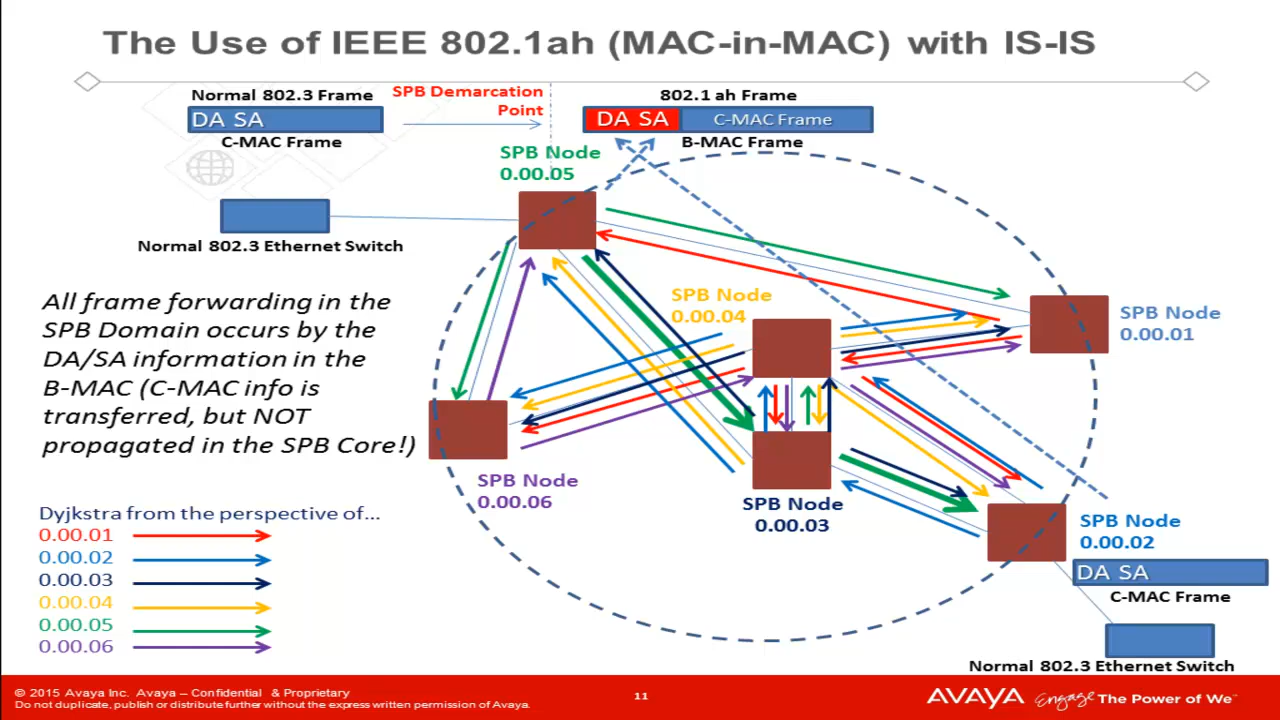 The Use of IEEE 802.1ah (MAC-in-MAC) with IS-IS
Normal 802.3 Frame
DA SA
C-MAC Frame
SPB Demarcation
Point
802.1 ah Frame
DA SA
C-MAC Frame
B-MAC Frame
SPB Node
0.00.05
Normal 802.3 Ethernet Switch
All frame forwarding in the
SPB Domain occurs by the
DA/SA information in the
B-MAC (C-MAC info is
transferred, but NOT
propagated in the SPB Core!)
SPB Node
0.00.04
SPB Node
0.00.01
SPB Node
0.00.06
SPB Node
0.00.03
SPB Node
0.00.02
DA SA
C-MAC Frame
Normal 802.3 Ethernet Switch
Dyjkstra from the perspective of...
0.00.01
0.00.02
0.00.03
0.00.04
0.00.05
0.00.06
© 2015 Avaya Inc. Avaya – Confidential & Proprietary
Do not duplicate, publish or distribute further without the express written permission of Avaya.
11
AVAYA Engage The Power of We™